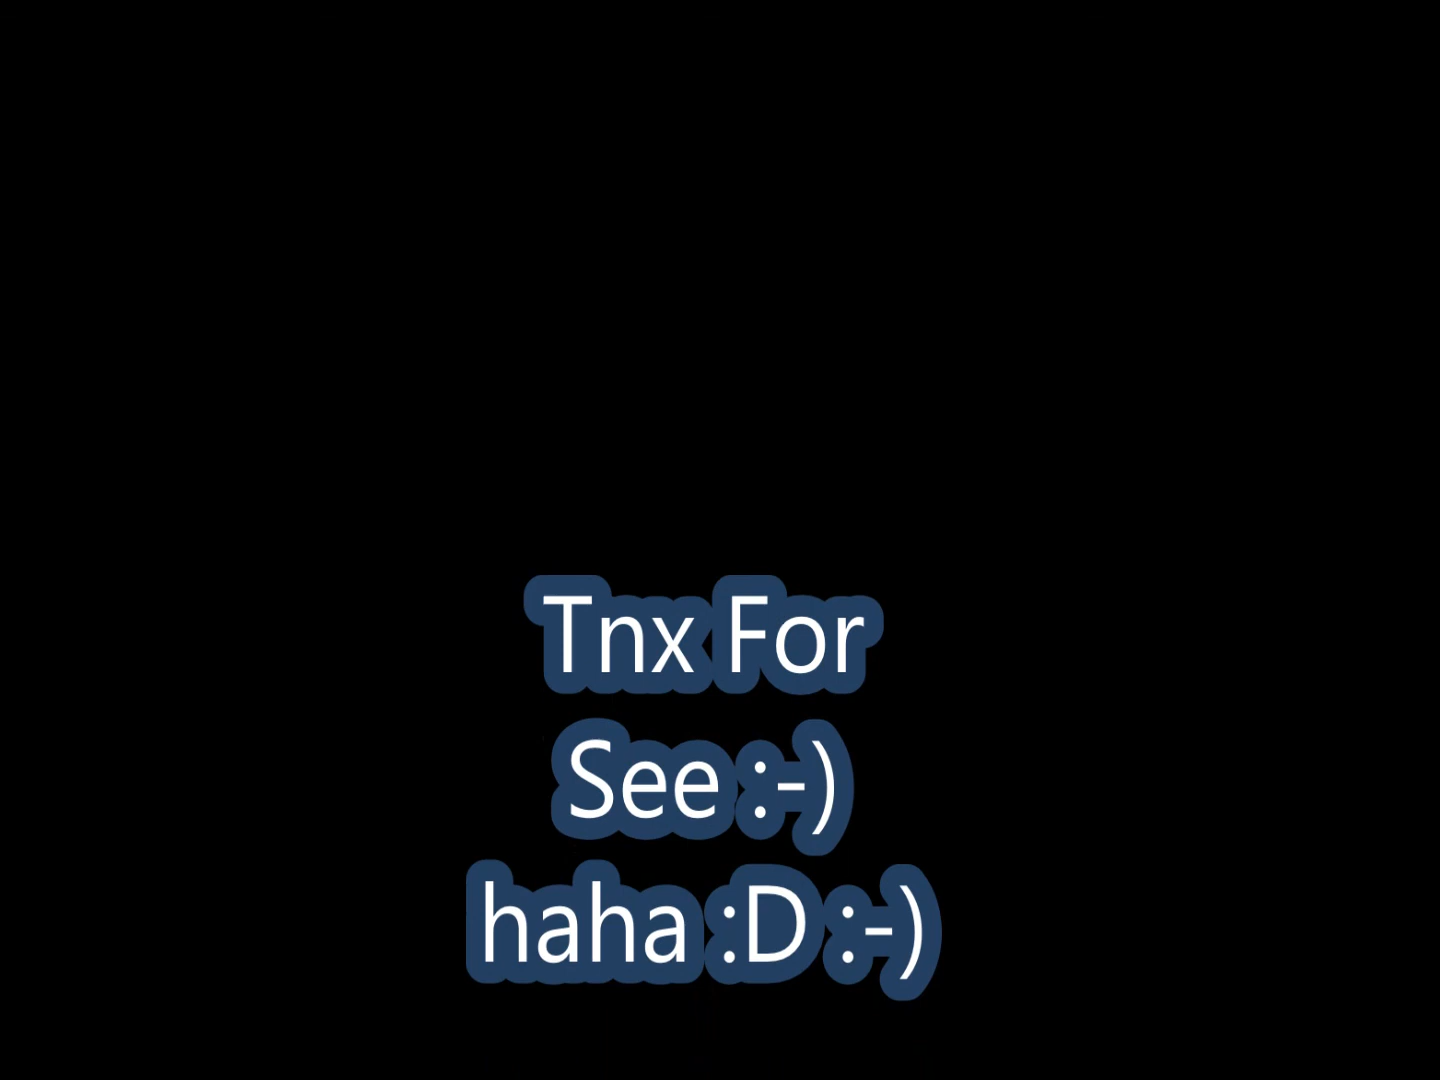 Tnx For
See :-)
haha :D :-)